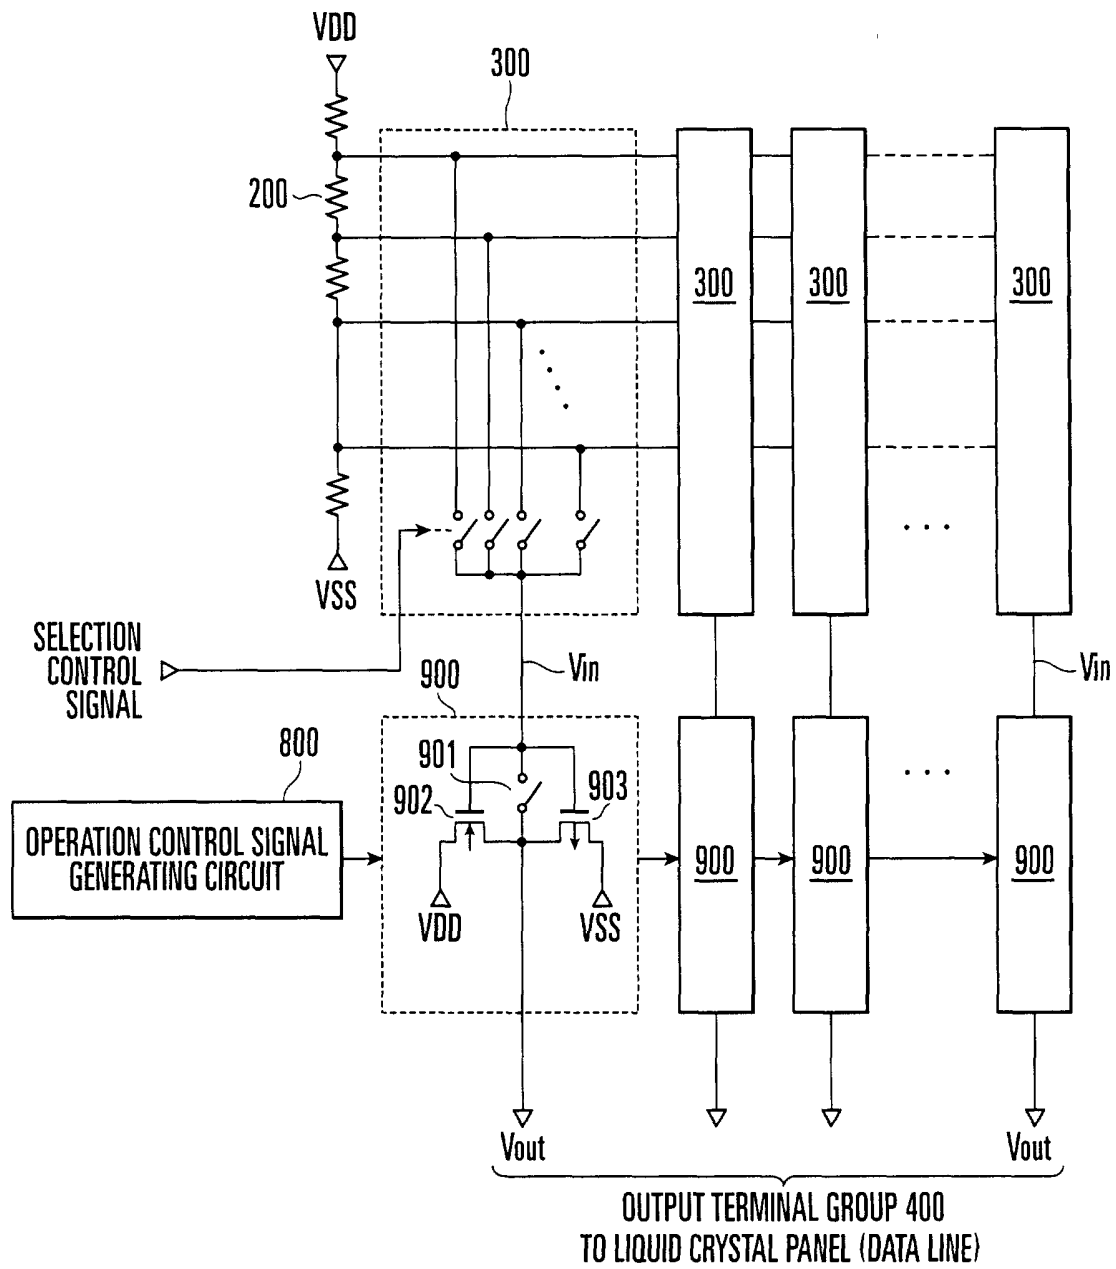 VDD
300
200
300
300
300
VSS
SELECTION
CONTROL
SIGNAL
Vin
Vin
900
800
901
902
903
OPERATION CONTROL SIGNAL
GENERATING CIRCUIT
900
900
900
VDD
VSS
Vout
Vout
OUTPUT TERMINAL GROUP 400
TO LIQUID CRYSTAL PANEL (DATA LINE)